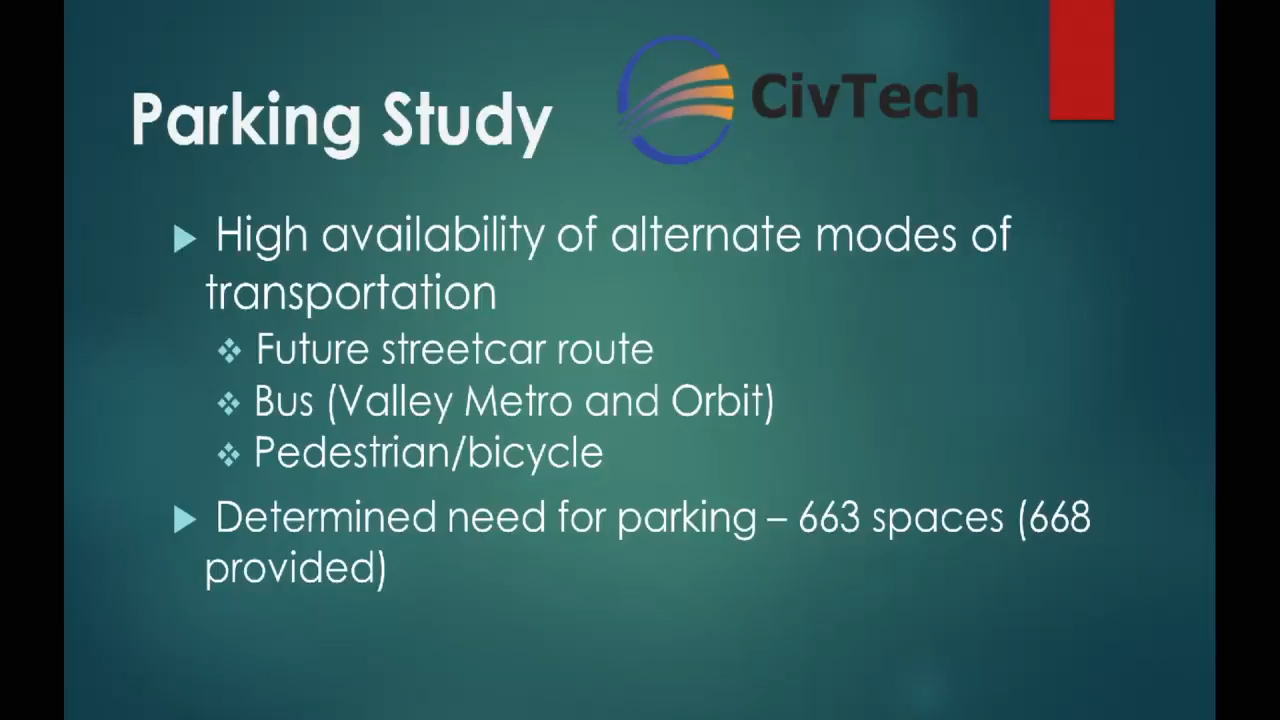 Parking Study
CivTech
High availability of alternate modes of
transportation
Future streetcar route
Bus (Valley Metro and Orbit)
Pedestrian/bicycle
Determined need for parking – 663 spaces (668
provided)